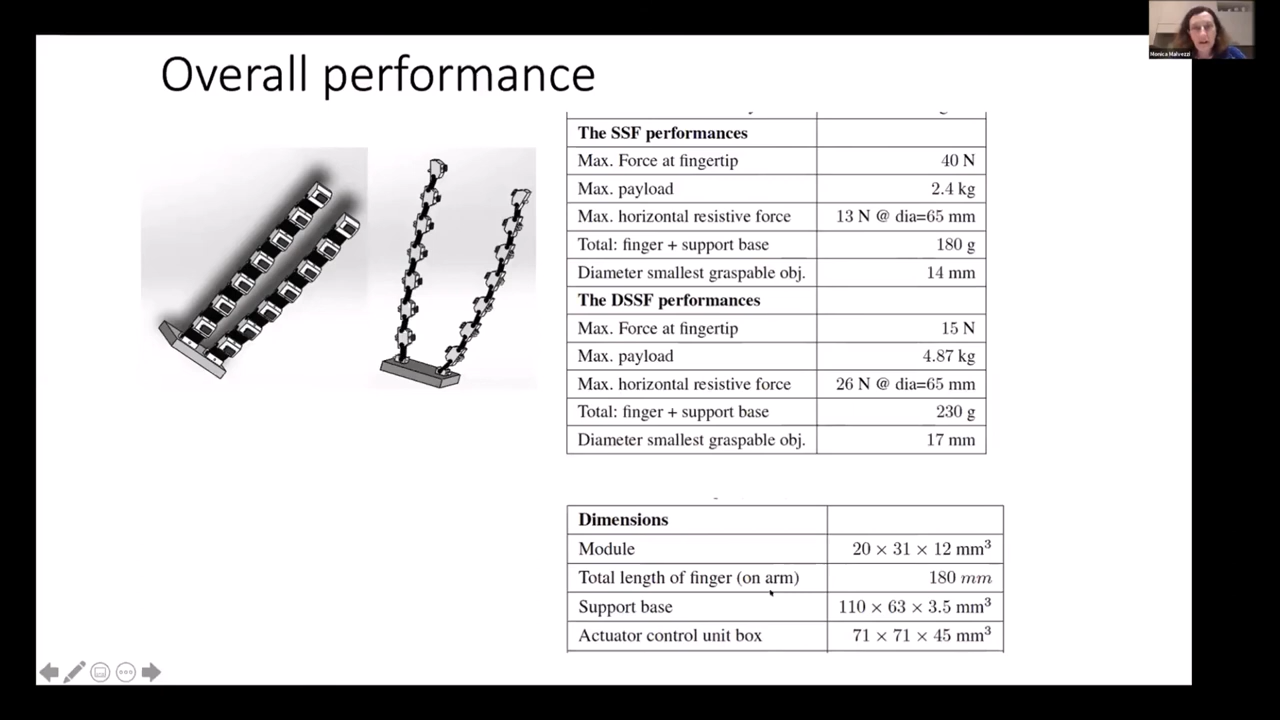 Monica Malvezzi
Overall performance
The SSF performances
Max. Force at fingertip 40 N
Max. payload 2.4 kg
Max. horizontal resistive force 13 N @ dia=65 mm
Total: finger + support base 180 g
Diameter smallest graspable obj. 14 mm
The DSSF performances
Max. Force at fingertip 15 N
Max. payload 4.87 kg
Max. horizontal resistive force 26 N @ dia=65 mm
Total: finger + support base 230 g
Diameter smallest graspable obj. 17 mm
Dimensions
Module 20 × 31 × 12 mm³
Total length of finger (on arm) 180 mm
Support base 110 × 63 × 3.5 mm³
Actuator control unit box 71 × 71 × 45 mm³